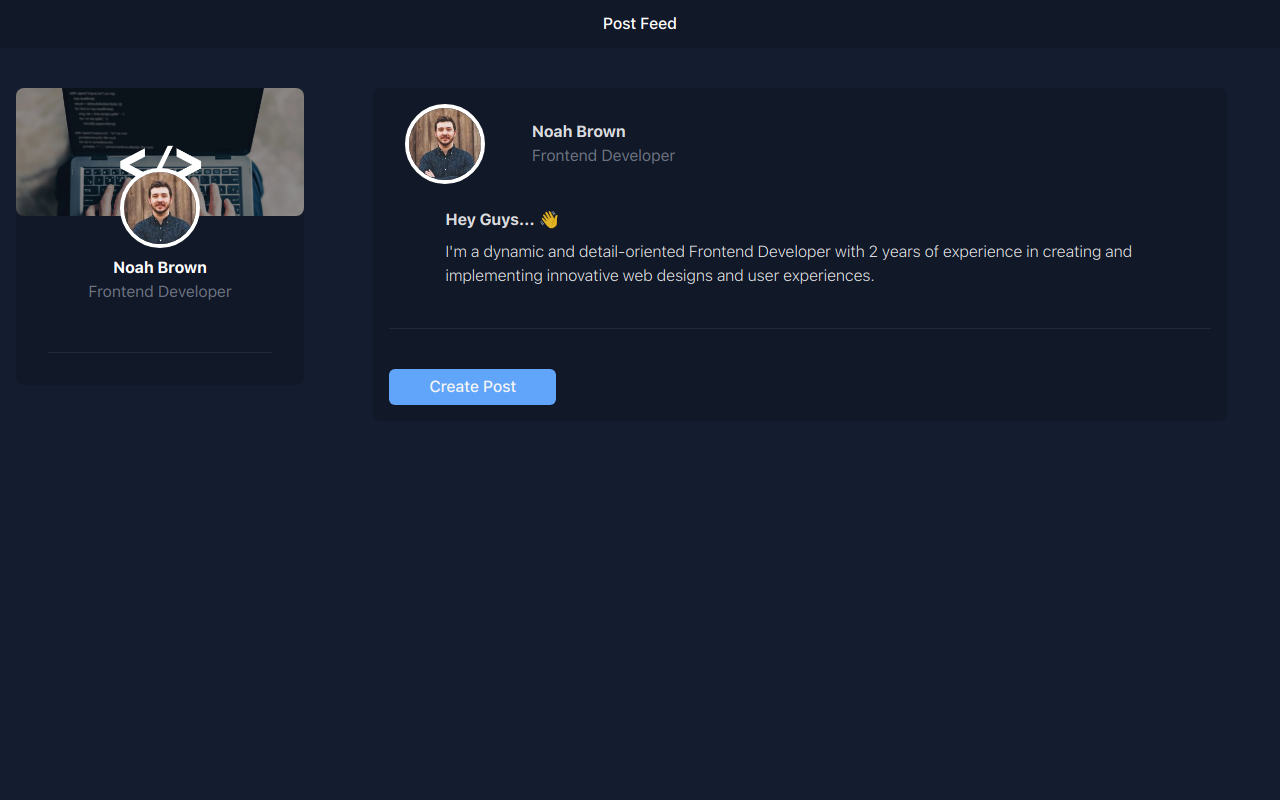 Post Feed
</>
Noah Brown
Frontend Developer
Noah Brown
Frontend Developer
Hey Guys... 👋
I'm a dynamic and detail-oriented Frontend Developer with 2 years of experience in creating and
implementing innovative web designs and user experiences.
Create Post